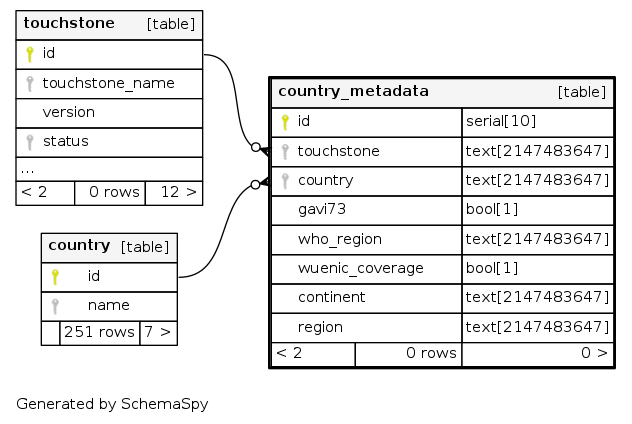 touchstone [table]
id
touchstone_name
version
status
...
< 2 0 rows 12 >
country_metadata [table]
id serial[10]
touchstone text[2147483647]
country text[2147483647]
gavi73 bool[1]
who_region text[2147483647]
wuenic_coverage bool[1]
continent text[2147483647]
region text[2147483647]
< 2 0 rows 0 >
country [table]
id
name
251 rows 7 >
Generated by SchemaSpy